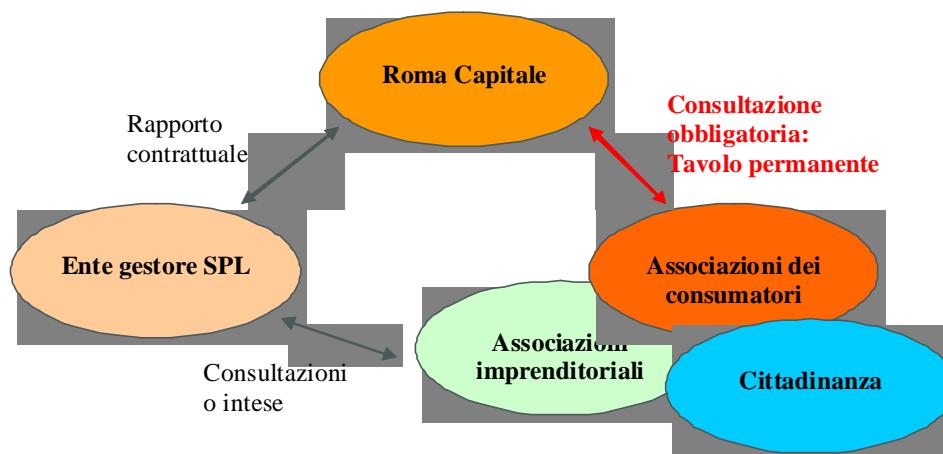 Roma Capitale
Rapporto
contrattuale
Consultazione
obbligatoria:
Tavolo permanente
Ente gestore SPL
Associazioni dei
consumatori
Associazioni
imprenditoriali
Consultazioni
o intese
Cittadinanza